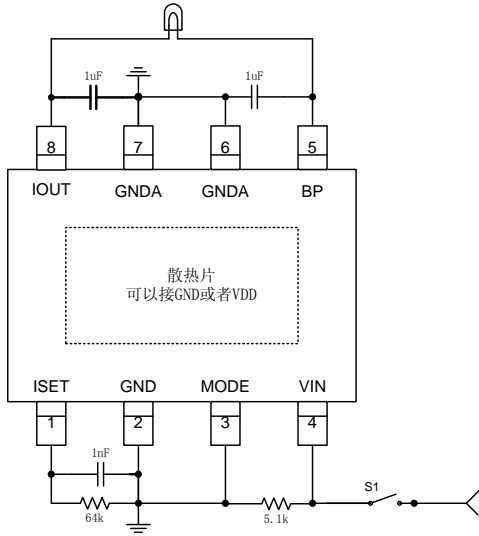 1uF
1uF
8
7
6
5
IOUT
GNDA
GNDA
BP
散热片
可以接GND或者VDD
ISET
GND
MODE
VIN
1
2
3
4
1nF
S1
64k
5.1k